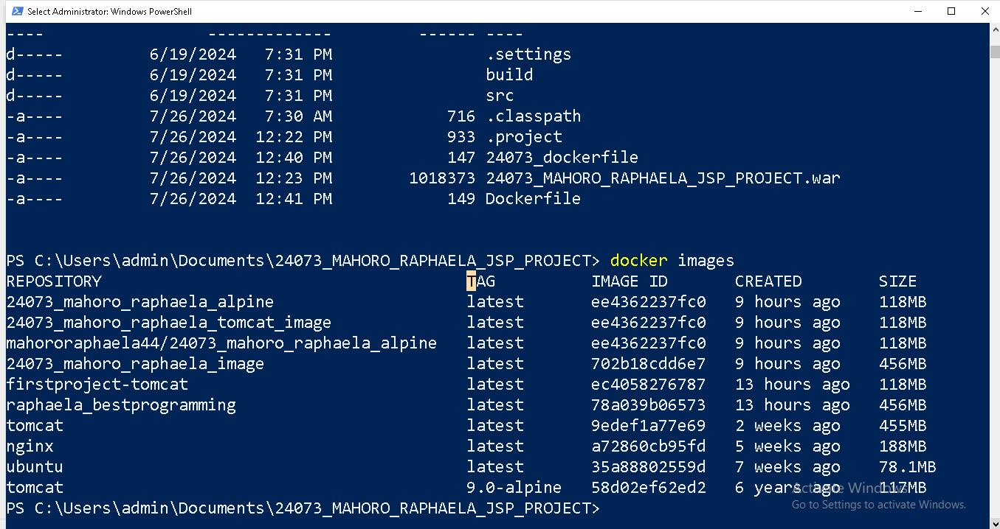 Select Administrator: Windows PowerShell
---- ------------- ------ ----
d----- 6/19/2024 7:31 PM .settings
d----- 6/19/2024 7:31 PM build
d----- 6/19/2024 7:31 PM src
-a---- 7/26/2024 7:30 AM 716 .classpath
-a---- 7/26/2024 12:22 PM 933 .project
-a---- 7/26/2024 12:40 PM 147 24073_dockerfile
-a---- 7/26/2024 12:23 PM 1018373 24073_MAHORO_RAPHAELA_JSP_PROJECT.war
-a---- 7/26/2024 12:41 PM 149 Dockerfile
PS C:\Users\admin\Documents\24073_MAHORO_RAPHAELA_JSP_PROJECT> docker images
REPOSITORY TAG IMAGE ID CREATED SIZE
24073_mahoro_raphaela_alpine latest ee4362237fc0 9 hours ago 118MB
24073_mahoro_raphaela_tomcat_image latest ee4362237fc0 9 hours ago 118MB
mahororaphaela44/24073_mahoro_raphaela_alpine latest ee4362237fc0 9 hours ago 118MB
24073_mahoro_raphaela_image latest 702b18cdd6e7 9 hours ago 456MB
firstproject-tomcat latest ec4058276787 13 hours ago 118MB
raphaela_bestprogramming latest 78a039b06573 13 hours ago 456MB
tomcat latest 9edef1a77e69 2 weeks ago 455MB
nginx latest a72860cb95fd 5 weeks ago 188MB
ubuntu latest 35a88802559d 7 weeks ago 78.1MB
tomcat 9.0-alpine 58d02ef62ed2 6 years ago 117MB
Activate Windows
PS C:\Users\admin\Documents\24073_MAHORO_RAPHAELA_JSP_PROJECT>
Go to Settings to activate Windows.